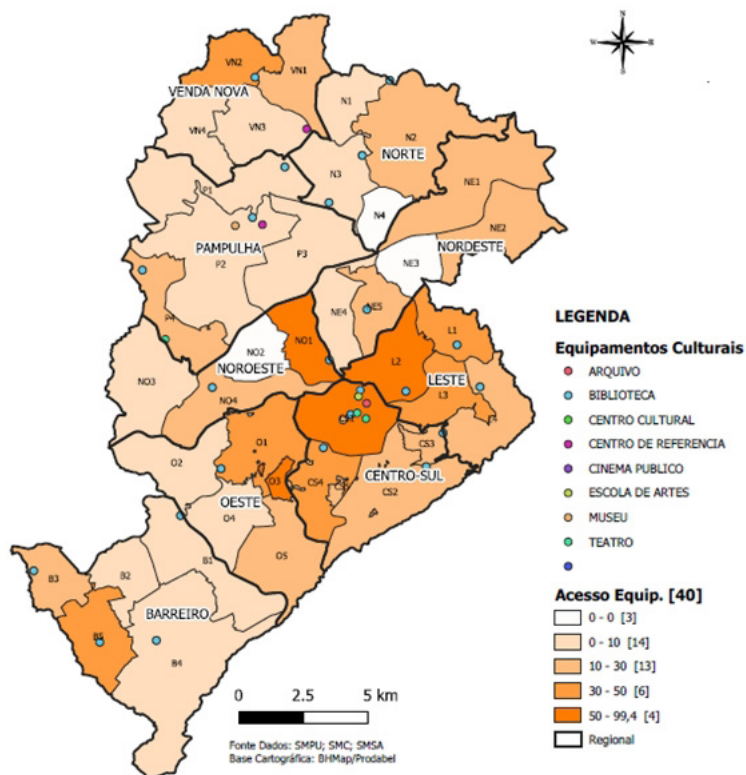 N
W E
S
VN2
VN1
VENDA NOVA
N1
VN4
VN3
N2
NORTE
N3
NE1
P1
N4
NE2
PAMPULHA
NORDESTE
P2
P3
NE3
P4
NE4
NE5
NO1
L1
NO2
L2
NOROESTE
LESTE
NO3
NO4
L3
O1
CS3
O2
CENTRO-SUL
O3
CS4
CS2
OESTE
O4
O5
B1
B3
B2
BARREIRO
B5
B4
LEGENDA
Equipamentos Culturais
ARQUIVO
BIBLIOTECA
CENTRO CULTURAL
CENTRO DE REFERENCIA
CINEMA PUBLICO
ESCOLA DE ARTES
MUSEU
TEATRO
Acesso Equip. [40]
0 - 0 [3]
0 - 10 [14]
10 - 30 [13]
30 - 50 [6]
50 - 99,4 [4]
Regional
0 2.5 5 km
Fonte Dados: SMPU; SMC; SMSA
Base Cartográfica: BHMap/Prodabel